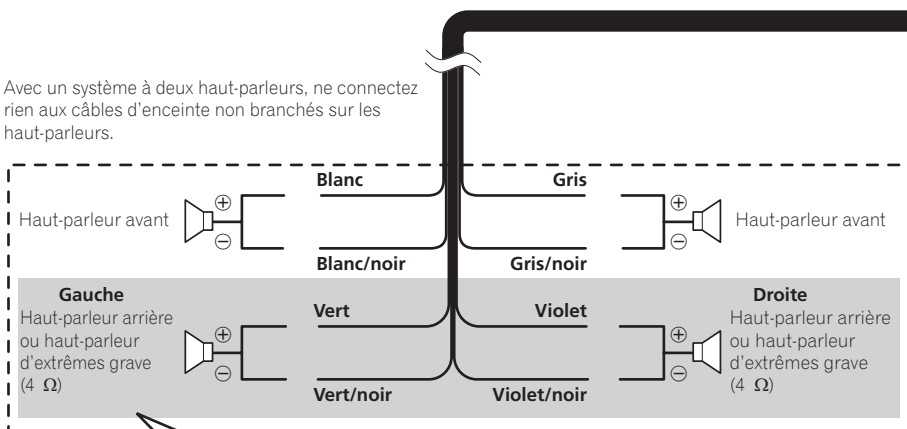 Avec un système à deux haut-parleurs, ne connectez
rien aux câbles d'enceinte non branchés sur les
haut-parleurs.
Blanc
Gris
Haut-parleur avant
⊕
⊖
⊕
⊖
Haut-parleur avant
Blanc/noir
Gris/noir
Gauche
Haut-parleur arrière
ou haut-parleur
d'extrêmes grave
(4 Ω)
⊕
⊖
Vert
Violet
Vert/noir
Violet/noir
⊕
⊖
Droite
Haut-parleur arrière
ou haut-parleur
d'extrêmes grave
(4 Ω)